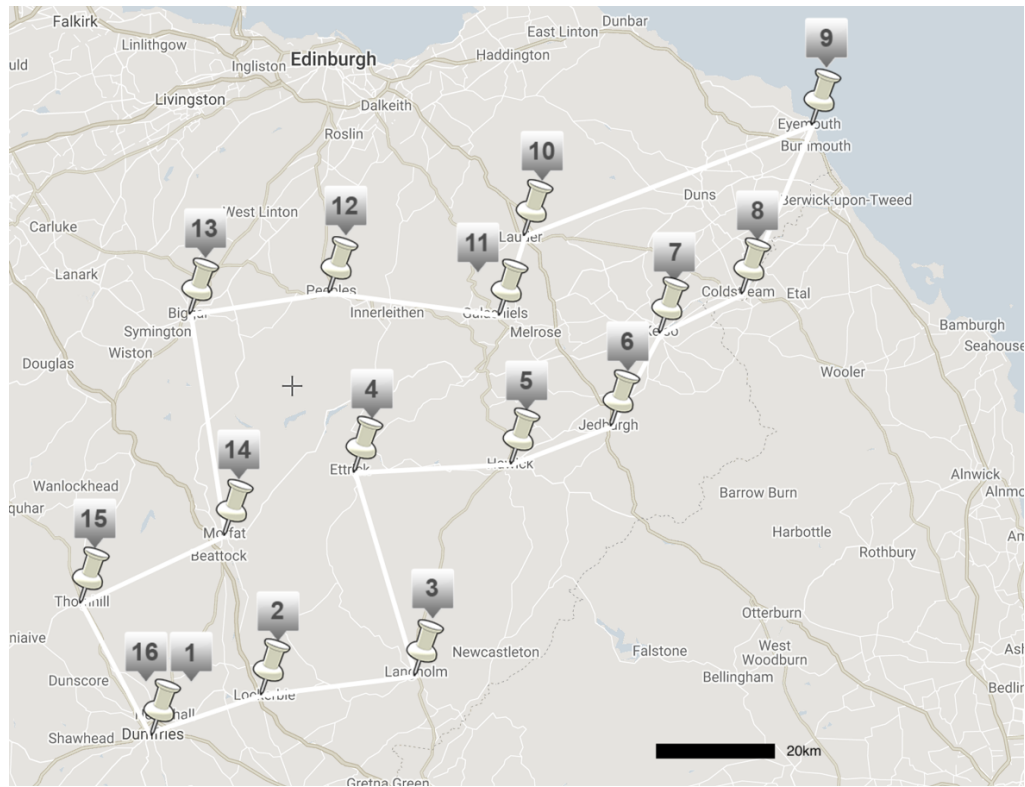 Falkirk
Dunbar
East Linton
Linlithgow
Edinburgh
Haddington
Ingliston
Livingston
Dalkeith
Roslin
9
Eyemouth
Burnmouth
10
Duns
Berwick-upon-Tweed
12
8
West Linton
13
Lauder
11
7
Carluke
Lanark
Peebles
Coldstream
Etal
Biggar
Innerleithen
Galashiels
Symington
Melrose
Kelso
Bamburgh
6
Wiston
Douglas
Wooler
4
5
Jedburgh
14
Ettrick
Hawick
Alnwick
Wanlockhead
Barrow Burn
15
Moffat
Harbottle
Beattock
Rothbury
Thornhill
3
2
Otterburn
16
1
Newcastleton
Falstone
West
Woodburn
Dunscore
Langholm
Bellingham
Lockerbie
Shawhead
Dumfries
20km
Gretna Green